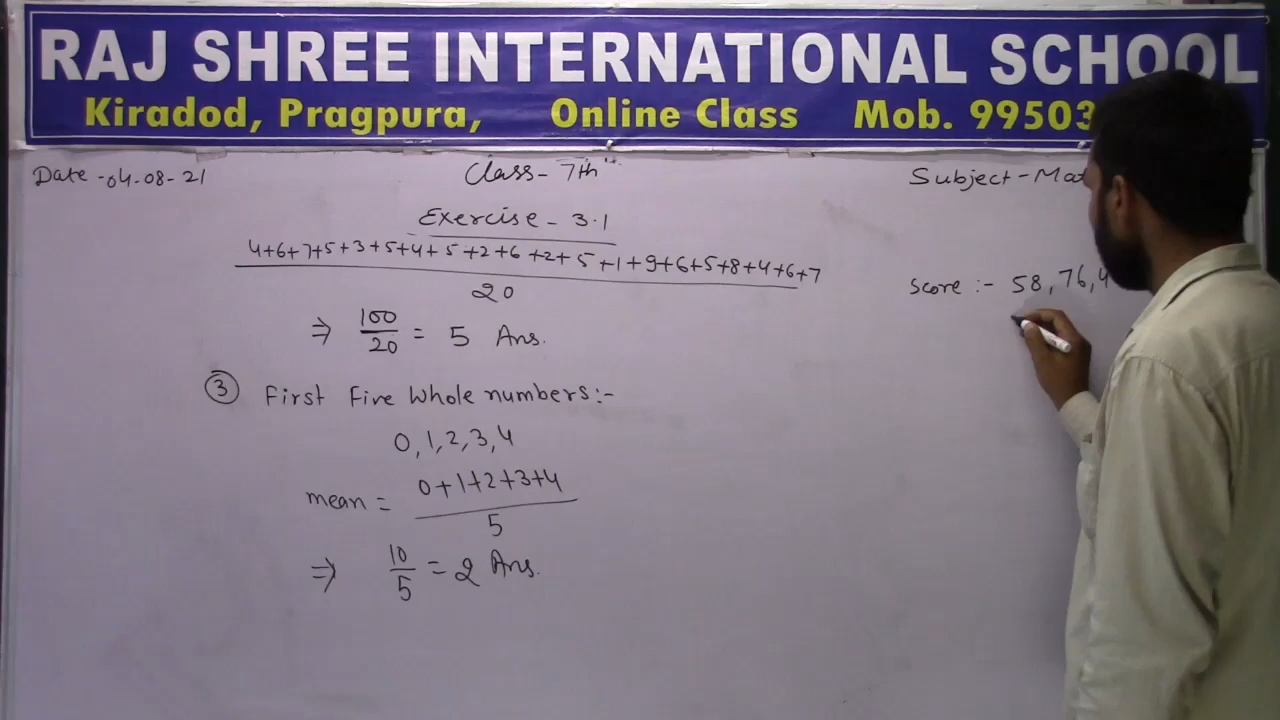 RAJ SHREE INTERNATIONAL SCHOOL
Kiradod, Pragpura, Online Class Mob. 99503
Date -04-08-21
Class- 7th
Subject-Mat
Exercise - 3.1
4+6+7+5+3+5+4+5+2+6+2+5+1+9+6+5+8+4+6+7
20
⇒ 100/20 = 5 Ans.
③ First Five Whole numbers:-
0,1,2,3,4
mean = 0+1+2+3+4
5
⇒ 10/5 = 2 Ans.
Score :- 58,76,4